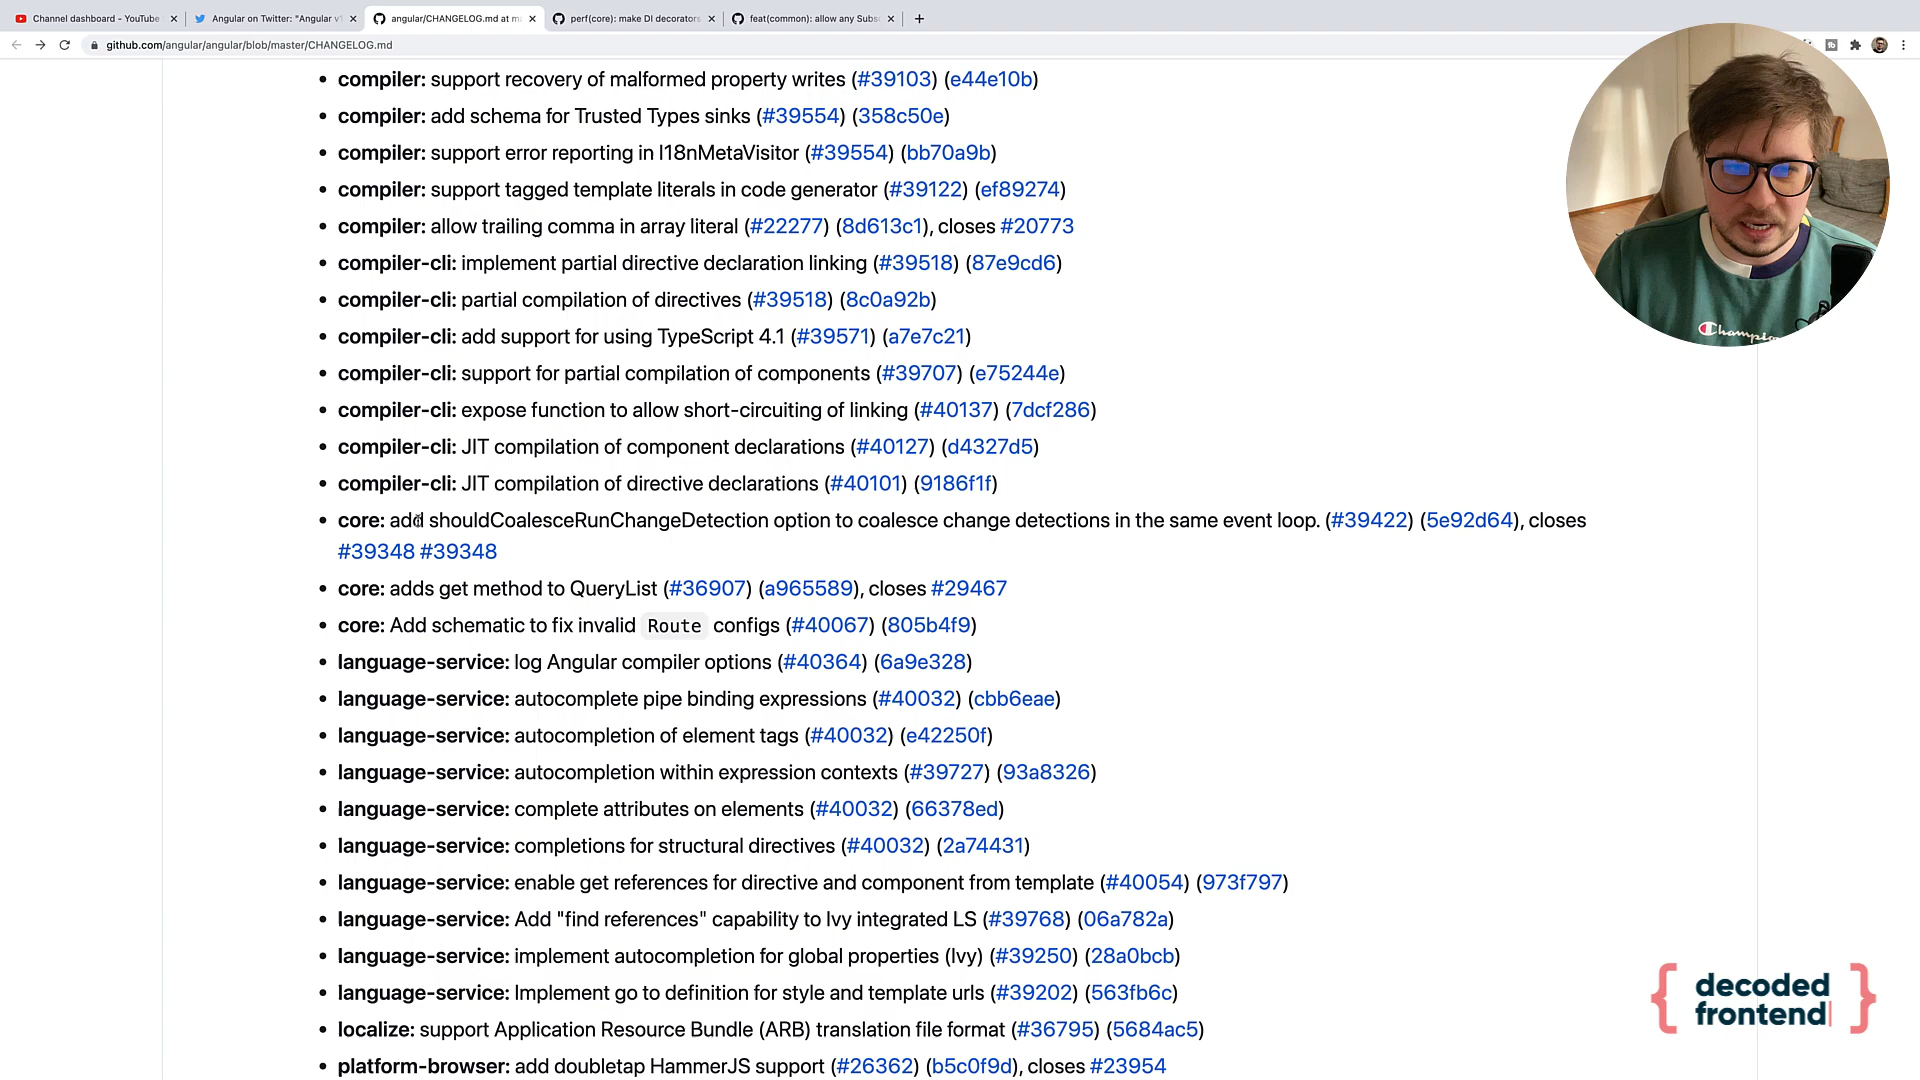 Channel dashboard - YouTube
Angular on Twitter: "Angular v1
angular/CHANGELOG.md at m
perf(core): make DI decorators
feat(common): allow any Subs
github.com/angular/angular/blob/master/CHANGELOG.md
• compiler: support recovery of malformed property writes (#39103) (e44e10b)
• compiler: add schema for Trusted Types sinks (#39554) (358c50e)
• compiler: support error reporting in I18nMetaVisitor (#39554) (bb70a9b)
• compiler: support tagged template literals in code generator (#39122) (ef89274)
• compiler: allow trailing comma in array literal (#22277) (8d613c1), closes #20773
• compiler-cli: implement partial directive declaration linking (#39518) (87e9cd6)
• compiler-cli: partial compilation of directives (#39518) (8c0a92b)
• compiler-cli: add support for using TypeScript 4.1 (#39571) (a7e7c21)
• compiler-cli: support for partial compilation of components (#39707) (e75244e)
• compiler-cli: expose function to allow short-circuiting of linking (#40137) (7dcf286)
• compiler-cli: JIT compilation of component declarations (#40127) (d4327d5)
• compiler-cli: JIT compilation of directive declarations (#40101) (9186f1f)
• core: add shouldCoalesceRunChangeDetection option to coalesce change detections in the same event loop. (#39422) (5e92d64), closes
#39348 #39348
• core: adds get method to QueryList (#36907) (a965589), closes #29467
• core: Add schematic to fix invalid Route configs (#40067) (805b4f9)
• language-service: log Angular compiler options (#40364) (6a9e328)
• language-service: autocomplete pipe binding expressions (#40032) (cbb6eae)
• language-service: autocompletion of element tags (#40032) (e42250f)
• language-service: autocompletion within expression contexts (#39727) (93a8326)
• language-service: complete attributes on elements (#40032) (66378ed)
• language-service: completions for structural directives (#40032) (2a74431)
• language-service: enable get references for directive and component from template (#40054) (973f797)
• language-service: Add "find references" capability to Ivy integrated LS (#39768) (06a782a)
• language-service: implement autocompletion for global properties (Ivy) (#39250) (28a0bcb)
• language-service: Implement go to definition for style and template urls (#39202) (563fb6c)
• localize: support Application Resource Bundle (ARB) translation file format (#36795) (5684ac5)
• platform-browser: add doubletap HammerJS support (#26362) (b5c0f9d), closes #23954
Champio
{ decoded
frontend }